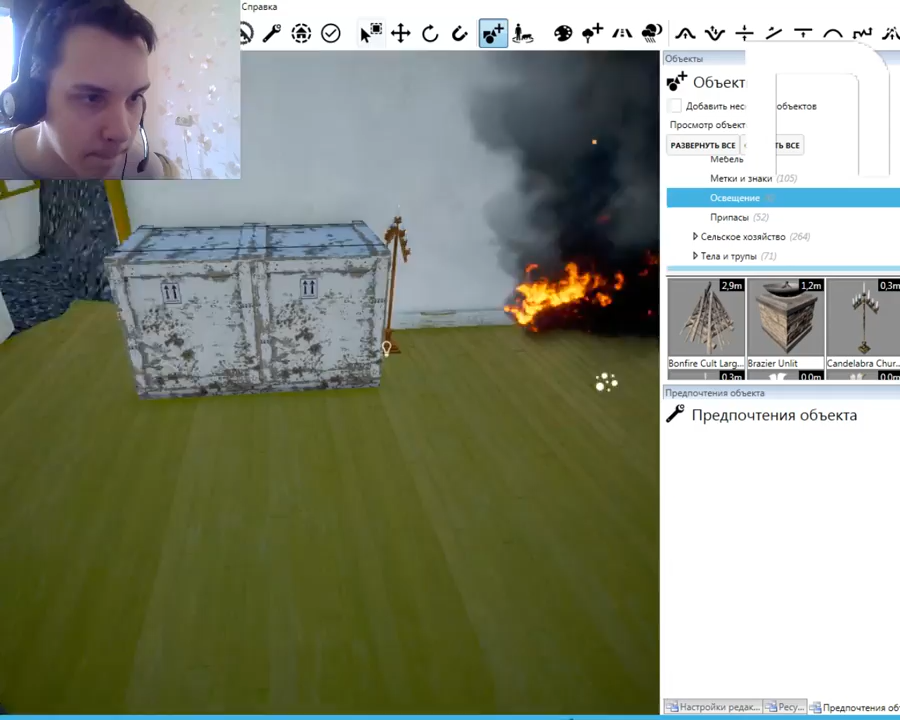 Справка
Объекты
Объект
Добавить нес объектов
Просмотр объект
РАЗВЕРНУТЬ ВСЕ ТЬ ВСЕ
Мебель
Метки и знаки (105)
Освещение
Припасы (52)
Сельское хозяйство (264)
Тела и трупы (71)
2,9m 1,2m 0,3m
Bonfire Cult Larg... Brazier Unlit Candelabra Chur...
0,3m 0,0m 0,0m
Предпочтения объекта
Предпочтения объекта
Настройки редак... Ресу... Предпочтения об